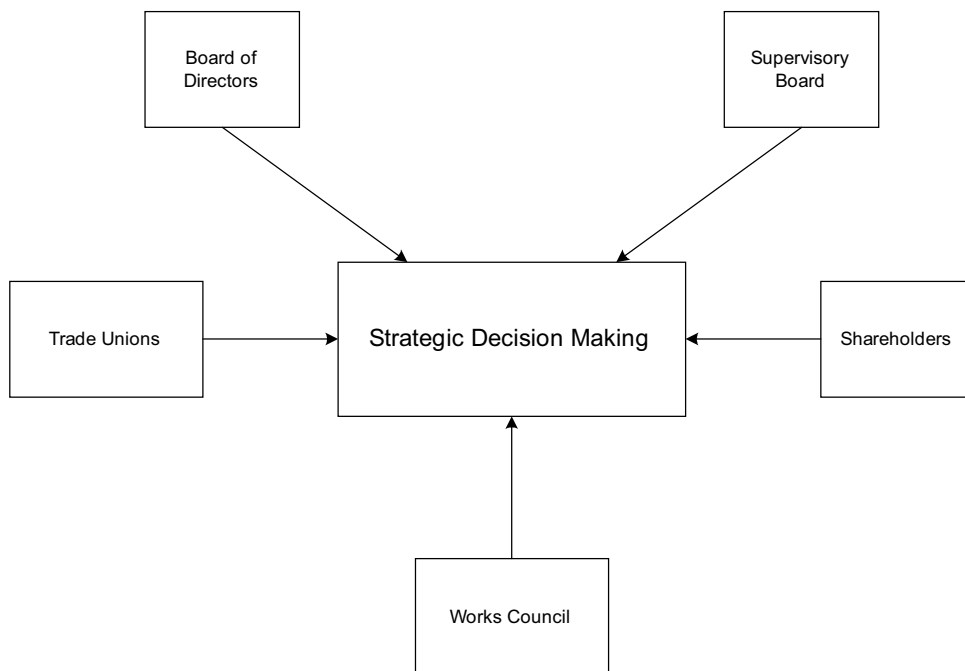 Board of
Directors
Supervisory
Board
Trade Unions
Strategic Decision Making
Shareholders
Works Council